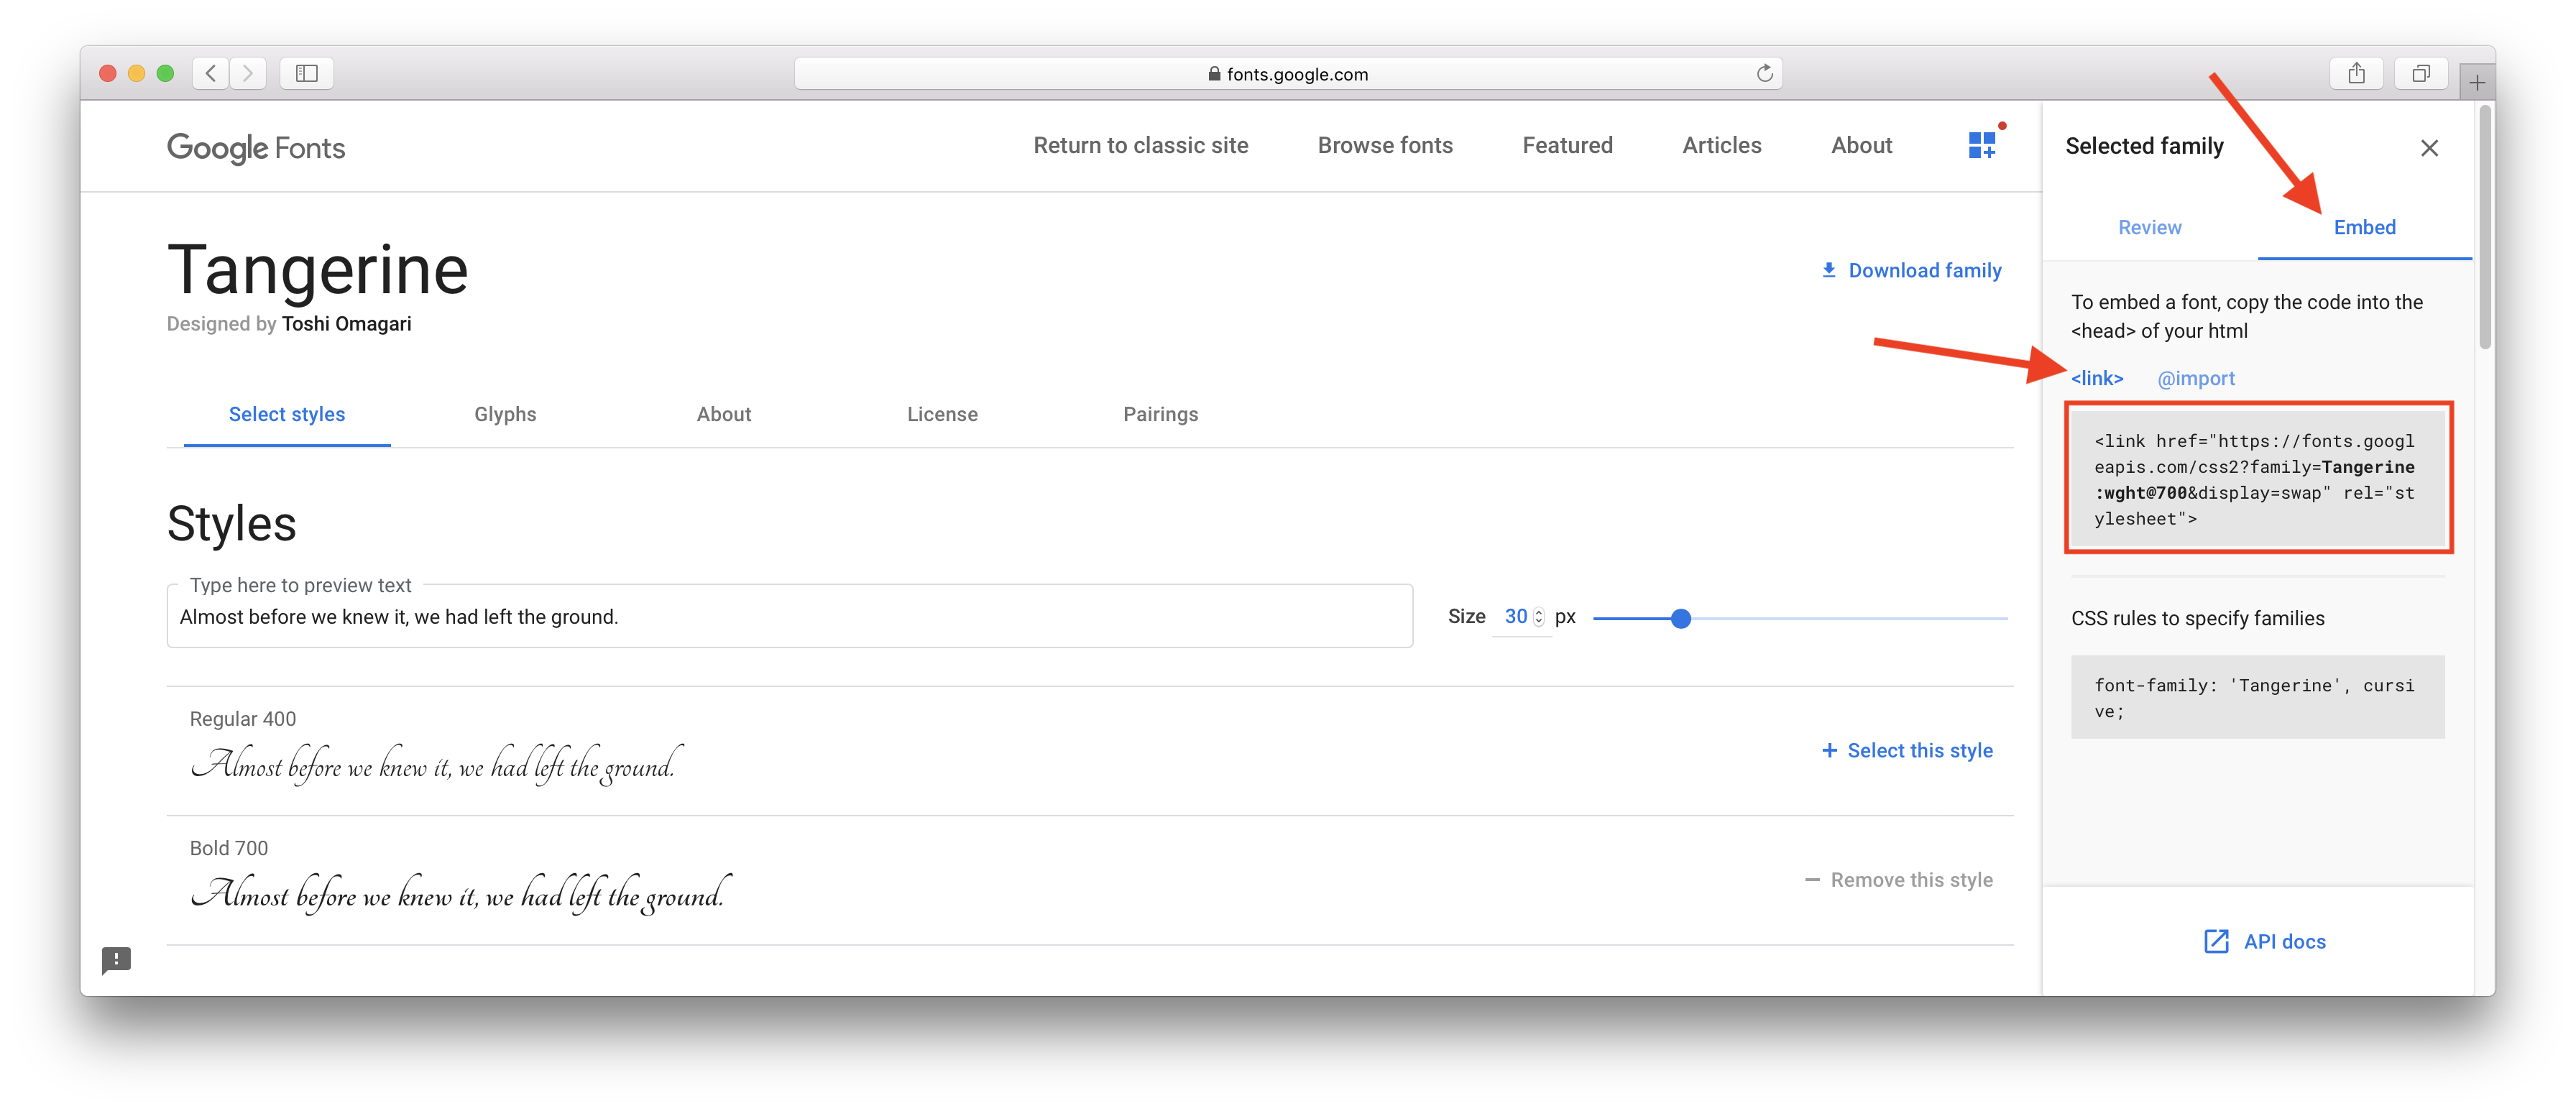 fonts.google.com
Google Fonts
Return to classic site
Browse fonts
Featured
Articles
About
Tangerine
Designed by Toshi Omagari
Download family
Select styles
Glyphs
About
License
Pairings
Styles
Type here to preview text
Almost before we knew it, we had left the ground.
Size 30 px
Regular 400
Almost before we knew it, we had left the ground.
+ Select this style
Bold 700
Almost before we knew it, we had left the ground.
− Remove this style
Selected family
Review
Embed
To embed a font, copy the code into the
<head> of your html
<link>
@import
<link href="https://fonts.googl
eapis.com/css2?family=Tangerine
:wght@700&display=swap" rel="st
ylesheet">
CSS rules to specify families
font-family: 'Tangerine', cursi
ve;
API docs